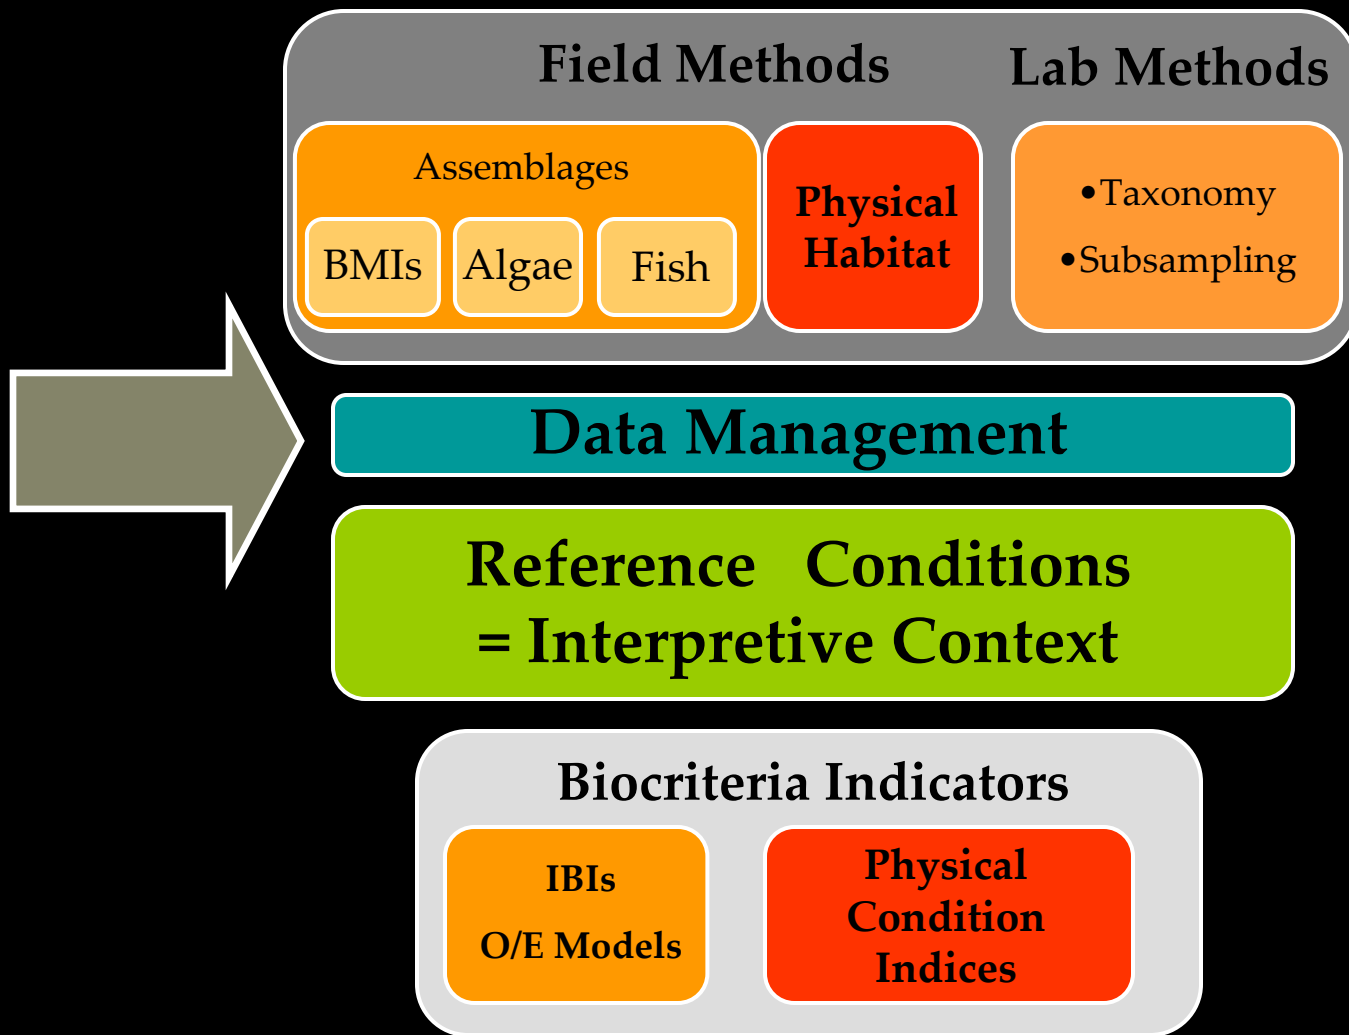 Field Methods
Lab Methods
Assemblages
BMIs
Algae
Fish
Physical
Habitat
•Taxonomy
•Subsampling
Data Management
Reference Conditions
= Interpretive Context
Biocriteria Indicators
IBIs
O/E Models
Physical
Condition
Indices